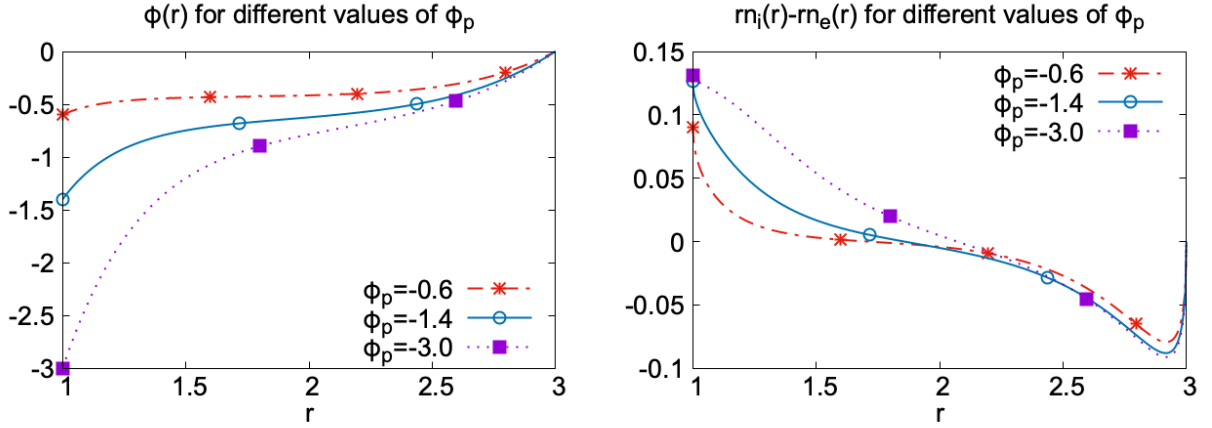 ϕ(r) for different values of ϕₚ
0
-0.5
-1
-1.5
-2
-2.5
-3
1 1.5 2 2.5 3
r
ϕₚ=-0.6
ϕₚ=-1.4
ϕₚ=-3.0
rnᵢ(r)-rnₑ(r) for different values of ϕₚ
0.15
0.1
0.05
0
-0.05
-0.1
1 1.5 2 2.5 3
r
ϕₚ=-0.6
ϕₚ=-1.4
ϕₚ=-3.0